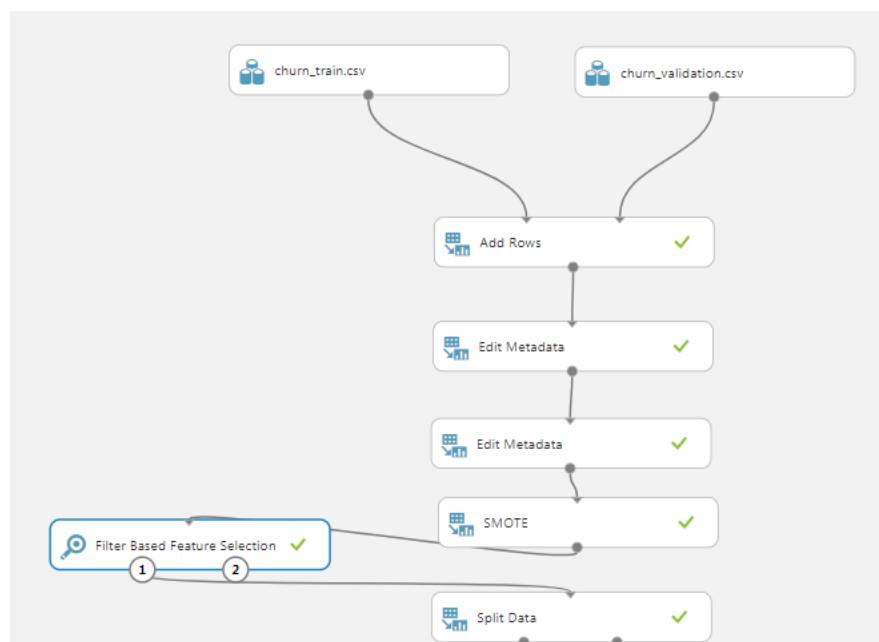 churn_train.csv
churn_validation.csv
Add Rows
Edit Metadata
Edit Metadata
SMOTE
Filter Based Feature Selection
1
2
Split Data